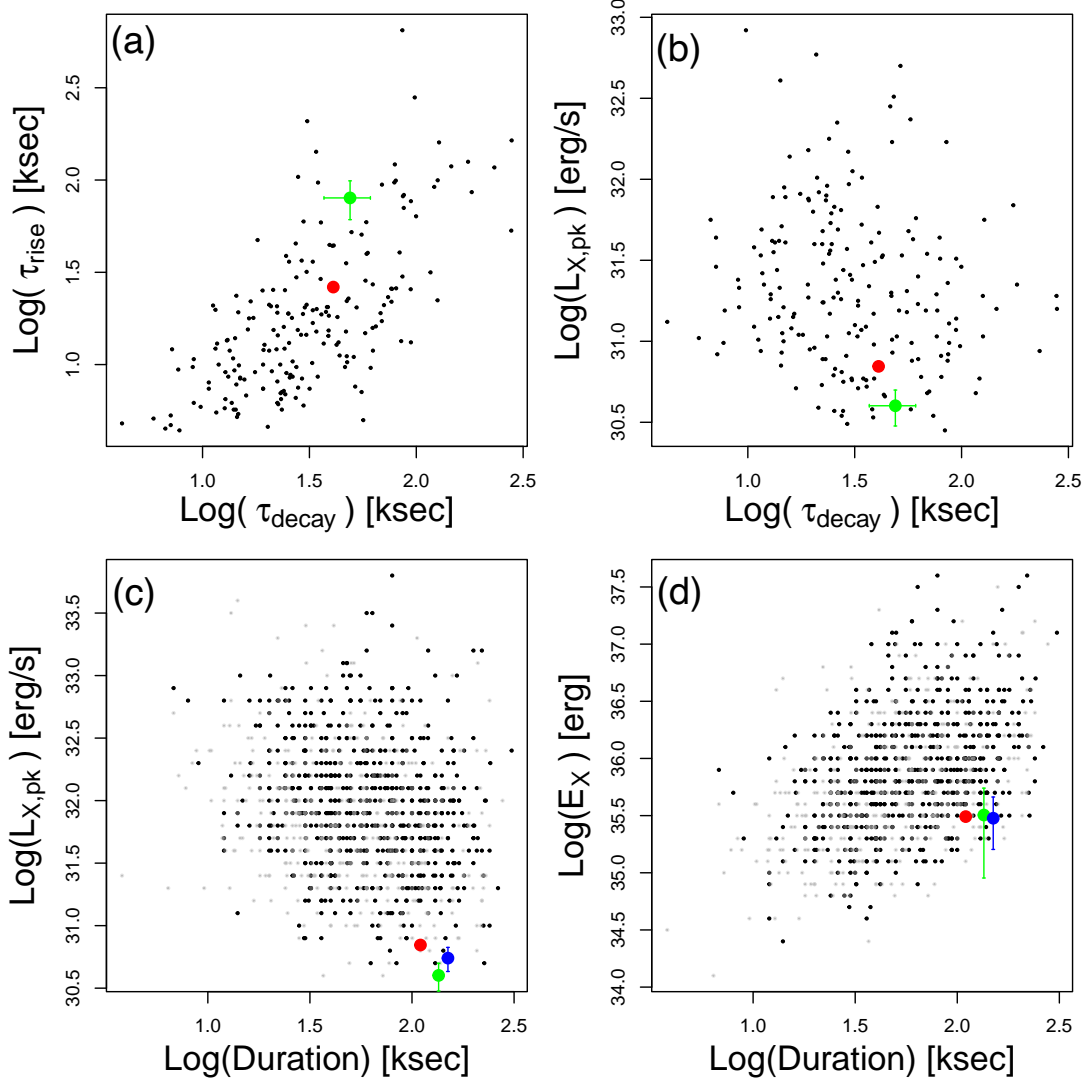 (a)
Log( τrise ) [ksec]
2.5
2.0
1.5
1.0
1.0 1.5 2.0 2.5
Log( τdecay ) [ksec]
(b)
Log(LX,pk ) [erg/s]
33.0
32.5
32.0
31.5
31.0
30.5
1.0 1.5 2.0 2.5
Log( τdecay ) [ksec]
(c)
Log(LX,pk ) [erg/s]
33.5
33.0
32.5
32.0
31.5
31.0
30.5
1.0 1.5 2.0 2.5
Log(Duration) [ksec]
(d)
Log(EX ) [erg]
37.5
37.0
36.5
36.0
35.5
35.0
34.5
34.0
1.0 1.5 2.0 2.5
Log(Duration) [ksec]